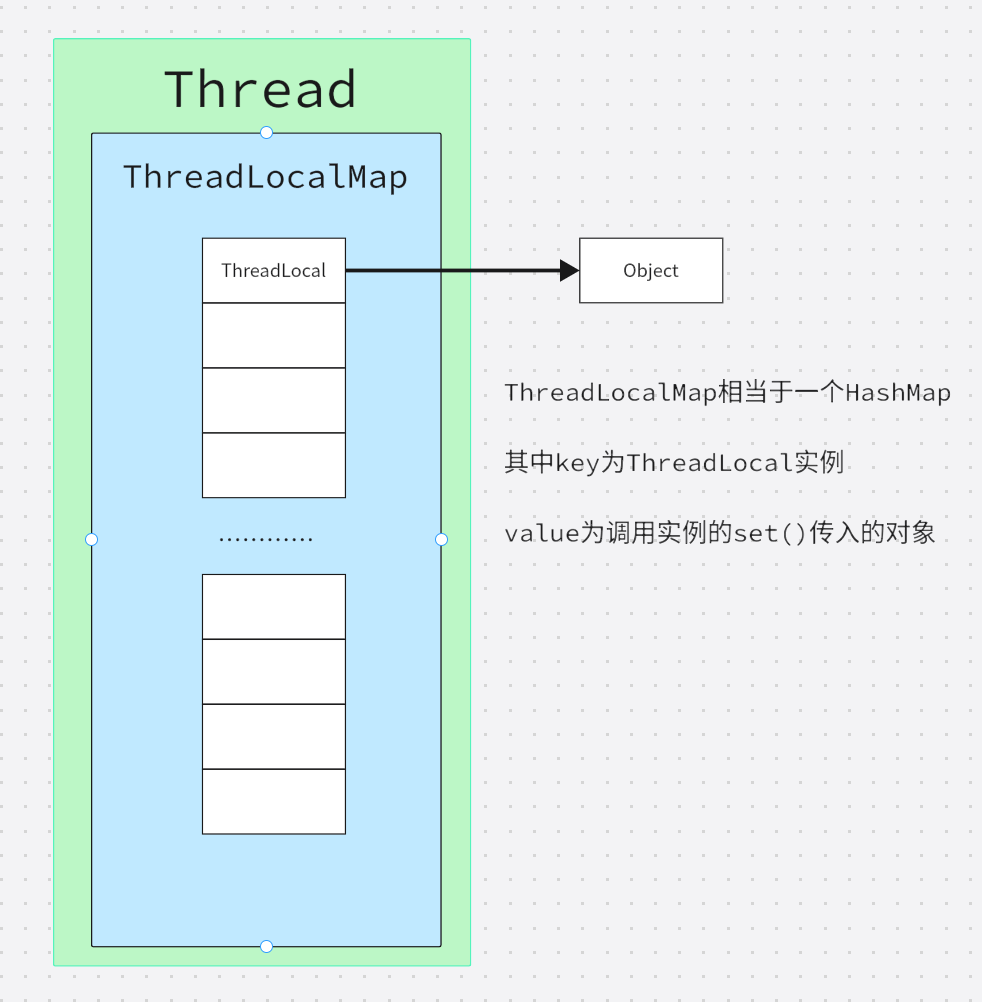 Thread
ThreadLocalMap
ThreadLocal
Object
ThreadLocalMap相当于一个HashMap
其中key为ThreadLocal实例
value为调用实例的set()传入的对象
............